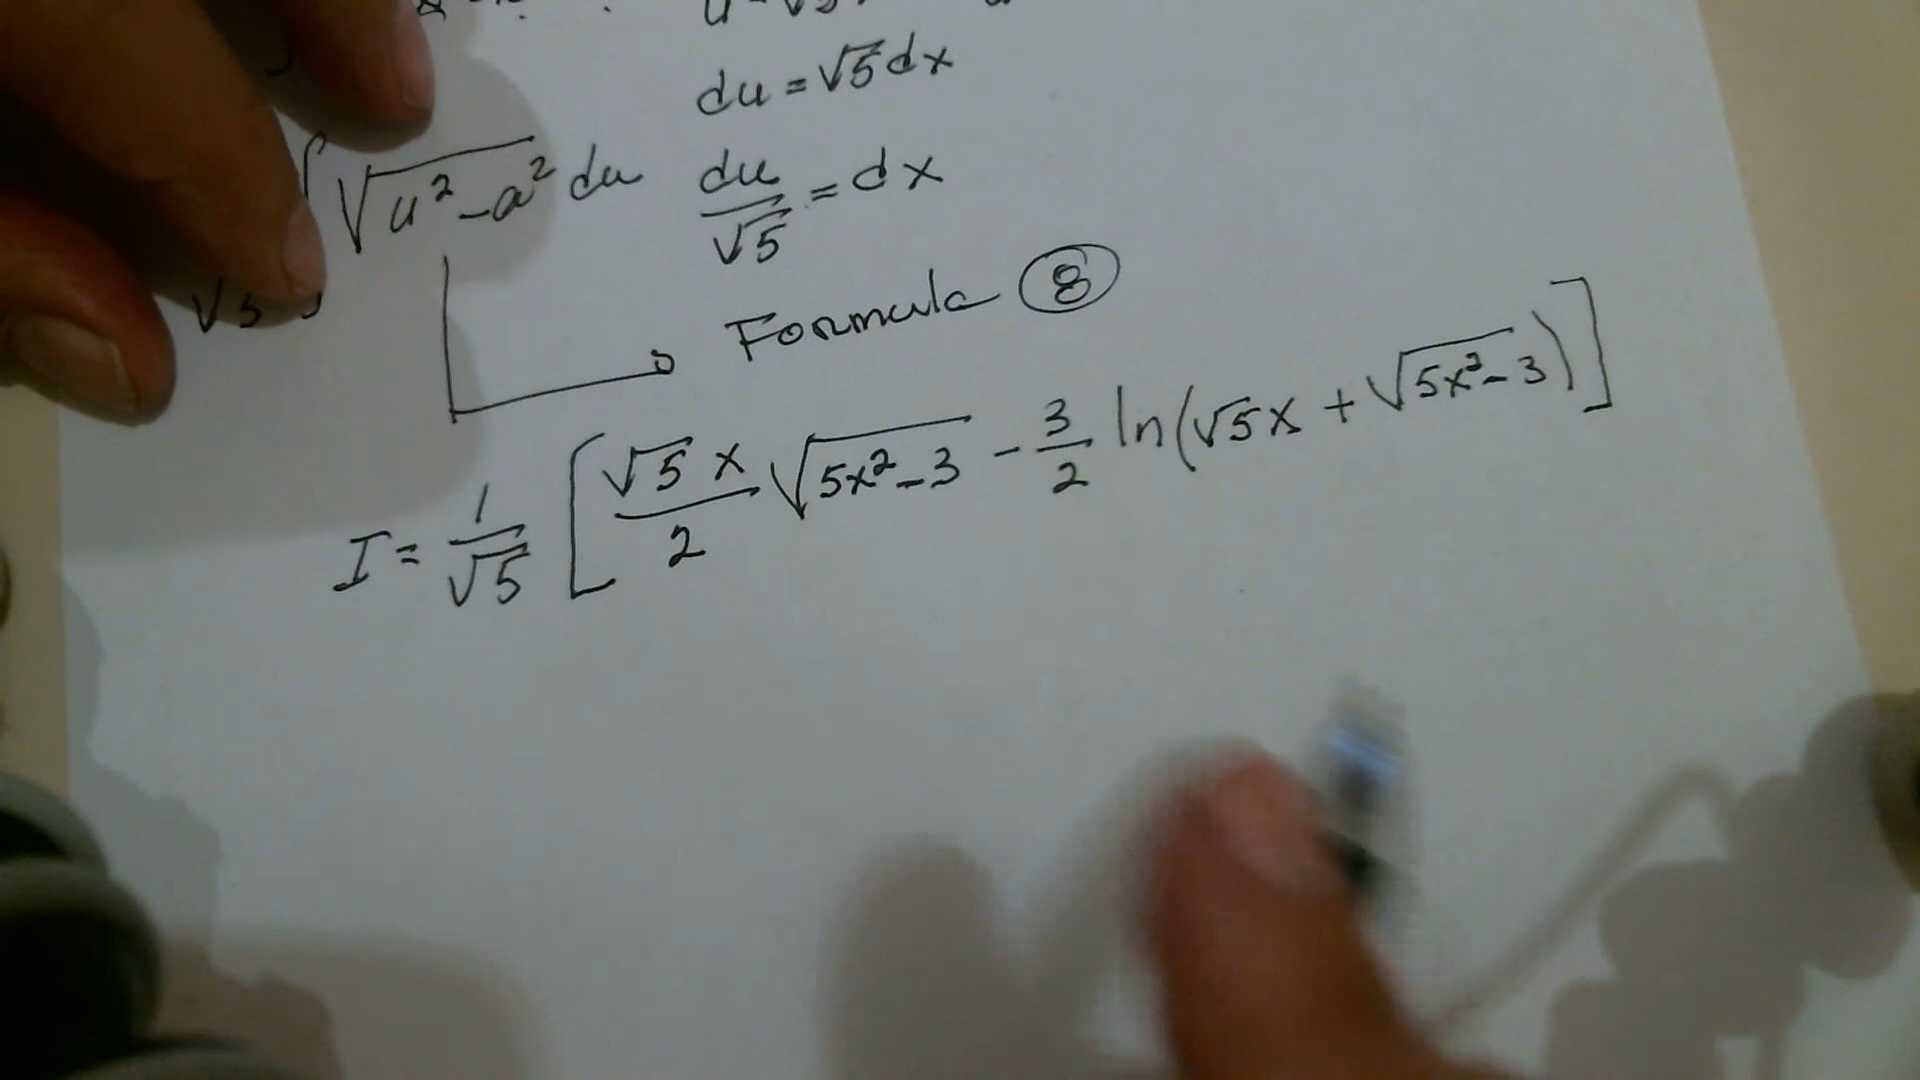 du = √5 dx
∫ √(u² - a²) du   du/√5 = dx
√5
Formula ⑧
I = 1/√5 [ √5 x/2 √(5x² - 3) - 3/2 ln(√5 x + √(5x² - 3)) ]